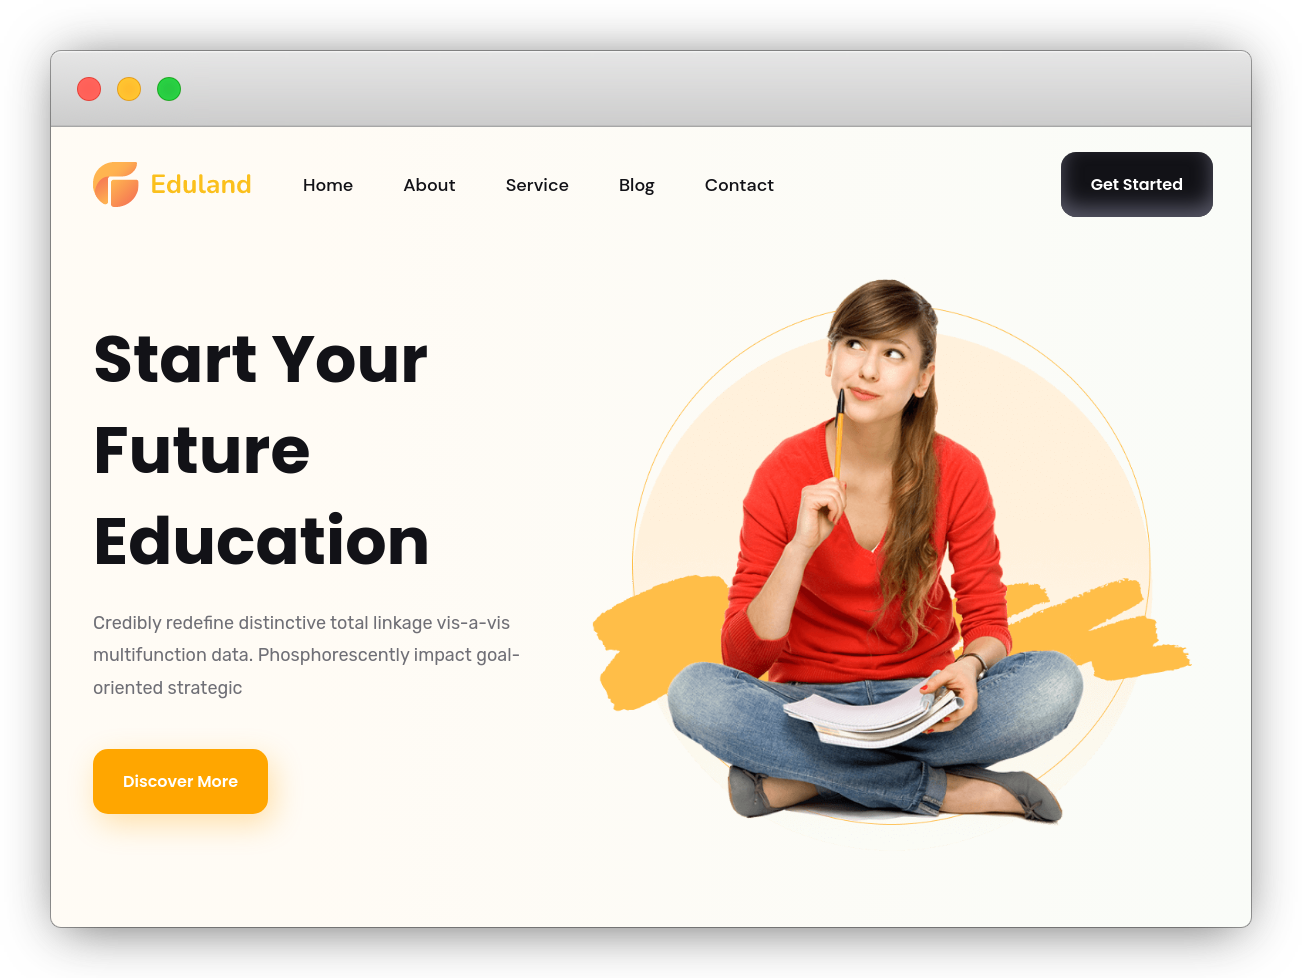 Eduland Home About Service Blog Contact Get Started
Start Your
Future
Education
Credibly redefine distinctive total linkage vis-a-vis
multifunction data. Phosphorescently impact goal-
oriented strategic
Discover More